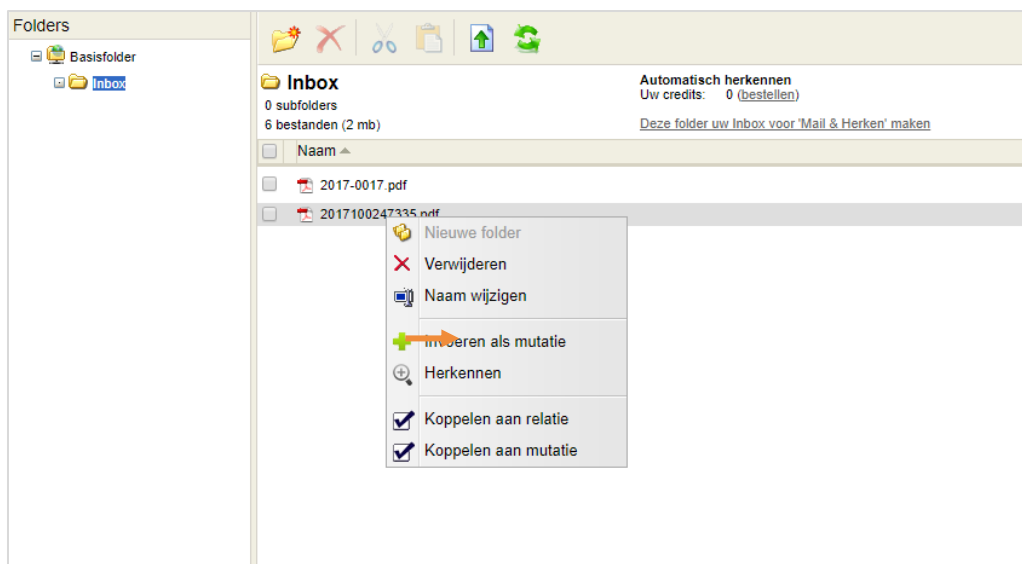 Folders
Basisfolder
Inbox
Inbox
0 subfolders
6 bestanden (2 mb)
Automatisch herkennen
Uw credits: 0 (bestellen)
Deze folder uw Inbox voor 'Mail & Herken' maken
Naam
2017-0017.pdf
2017100247335.pdf
Nieuwe folder
Verwijderen
Naam wijzigen
Invoeren als mutatie
Herkennen
Koppelen aan relatie
Koppelen aan mutatie